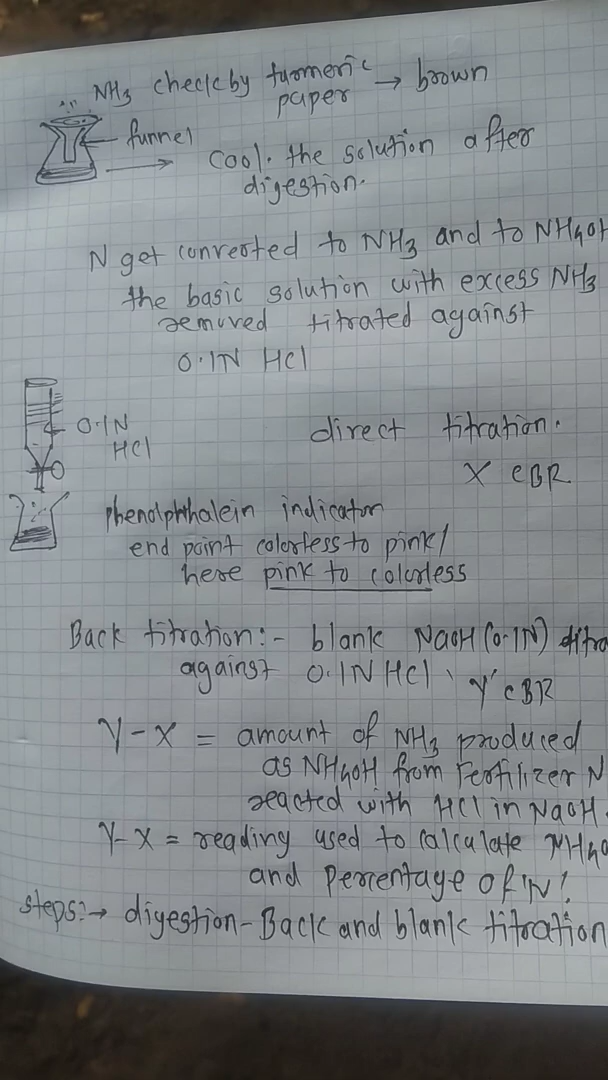 NH3 check by turmeric → brown
paper
funnel
→ cool. the solution after
digestion.
N get converted to NH3 and to NH4OH
the basic solution with excess NH3
removed titrated against
0.1N HCl
0.1N
HCl
direct titration.
X CBR
phenolphthalein indicator
end point colorless to pink/
here pink to colorless
Back titration:- blank NaOH (0.1N) titra
against 0.1N HCl. 'Y' CBR
Y-X = amount of NH3 produced
as NH4OH from Fertilizer N
reacted with HCl in NaOH.
Y-X = reading used to calculate NH4O
and percentage of 'N'.
steps:→ digestion-Back and blank titration